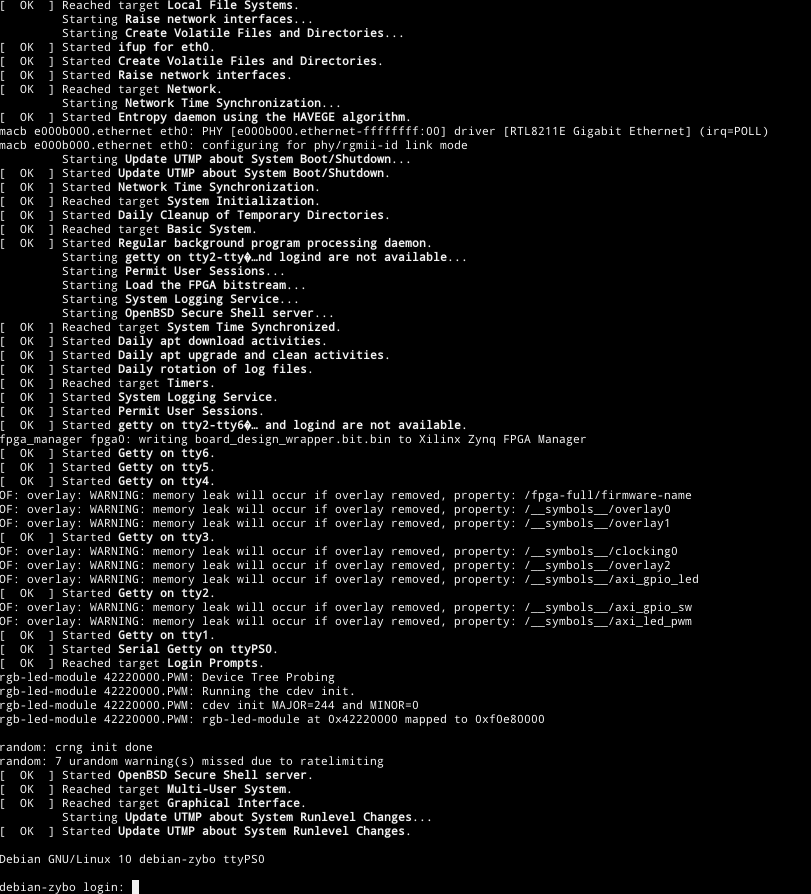 [  OK  ] Reached target Local File Systems.
         Starting Raise network interfaces...
         Starting Create Volatile Files and Directories...
[  OK  ] Started ifup for eth0.
[  OK  ] Started Create Volatile Files and Directories.
[  OK  ] Started Raise network interfaces.
[  OK  ] Reached target Network.
         Starting Network Time Synchronization...
[  OK  ] Started Entropy daemon using the HAVEGE algorithm.
macb e000b000.ethernet eth0: PHY [e000b000.ethernet-ffffffff:00] driver [RTL8211E Gigabit Ethernet] (irq=POLL)
macb e000b000.ethernet eth0: configuring for phy/rgmii-id link mode
         Starting Update UTMP about System Boot/Shutdown...
[  OK  ] Started Update UTMP about System Boot/Shutdown.
[  OK  ] Started Network Time Synchronization.
[  OK  ] Reached target System Initialization.
[  OK  ] Started Daily Cleanup of Temporary Directories.
[  OK  ] Reached target Basic System.
[  OK  ] Started Regular background program processing daemon.
         Starting getty on tty2-tty�…nd logind are not available...
         Starting Permit User Sessions...
         Starting Load the FPGA bitstream...
         Starting System Logging Service...
         Starting OpenBSD Secure Shell server...
[  OK  ] Reached target System Time Synchronized.
[  OK  ] Started Daily apt download activities.
[  OK  ] Started Daily apt upgrade and clean activities.
[  OK  ] Started Daily rotation of log files.
[  OK  ] Reached target Timers.
[  OK  ] Started System Logging Service.
[  OK  ] Started Permit User Sessions.
[  OK  ] Started getty on tty2-tty6�… and logind are not available.
fpga_manager fpga0: writing board_design_wrapper.bit.bin to Xilinx Zynq FPGA Manager
[  OK  ] Started Getty on tty6.
[  OK  ] Started Getty on tty5.
[  OK  ] Started Getty on tty4.
OF: overlay: WARNING: memory leak will occur if overlay removed, property: /fpga-full/firmware-name
OF: overlay: WARNING: memory leak will occur if overlay removed, property: /__symbols__/overlay0
OF: overlay: WARNING: memory leak will occur if overlay removed, property: /__symbols__/overlay1
[  OK  ] Started Getty on tty3.
OF: overlay: WARNING: memory leak will occur if overlay removed, property: /__symbols__/clocking0
OF: overlay: WARNING: memory leak will occur if overlay removed, property: /__symbols__/overlay2
OF: overlay: WARNING: memory leak will occur if overlay removed, property: /__symbols__/axi_gpio_led
[  OK  ] Started Getty on tty2.
OF: overlay: WARNING: memory leak will occur if overlay removed, property: /__symbols__/axi_gpio_sw
OF: overlay: WARNING: memory leak will occur if overlay removed, property: /__symbols__/axi_led_pwm
[  OK  ] Started Getty on tty1.
[  OK  ] Started Serial Getty on ttyPS0.
[  OK  ] Reached target Login Prompts.
rgb-led-module 42220000.PWM: Device Tree Probing
rgb-led-module 42220000.PWM: Running the cdev init.
rgb-led-module 42220000.PWM: cdev init MAJOR=244 and MINOR=0
rgb-led-module 42220000.PWM: rgb-led-module at 0x42220000 mapped to 0xf0e80000
random: crng init done
random: 7 urandom warning(s) missed due to ratelimiting
[  OK  ] Started OpenBSD Secure Shell server.
[  OK  ] Reached target Multi-User System.
[  OK  ] Reached target Graphical Interface.
         Starting Update UTMP about System Runlevel Changes...
[  OK  ] Started Update UTMP about System Runlevel Changes.
Debian GNU/Linux 10 debian-zybo ttyPS0
debian-zybo login: